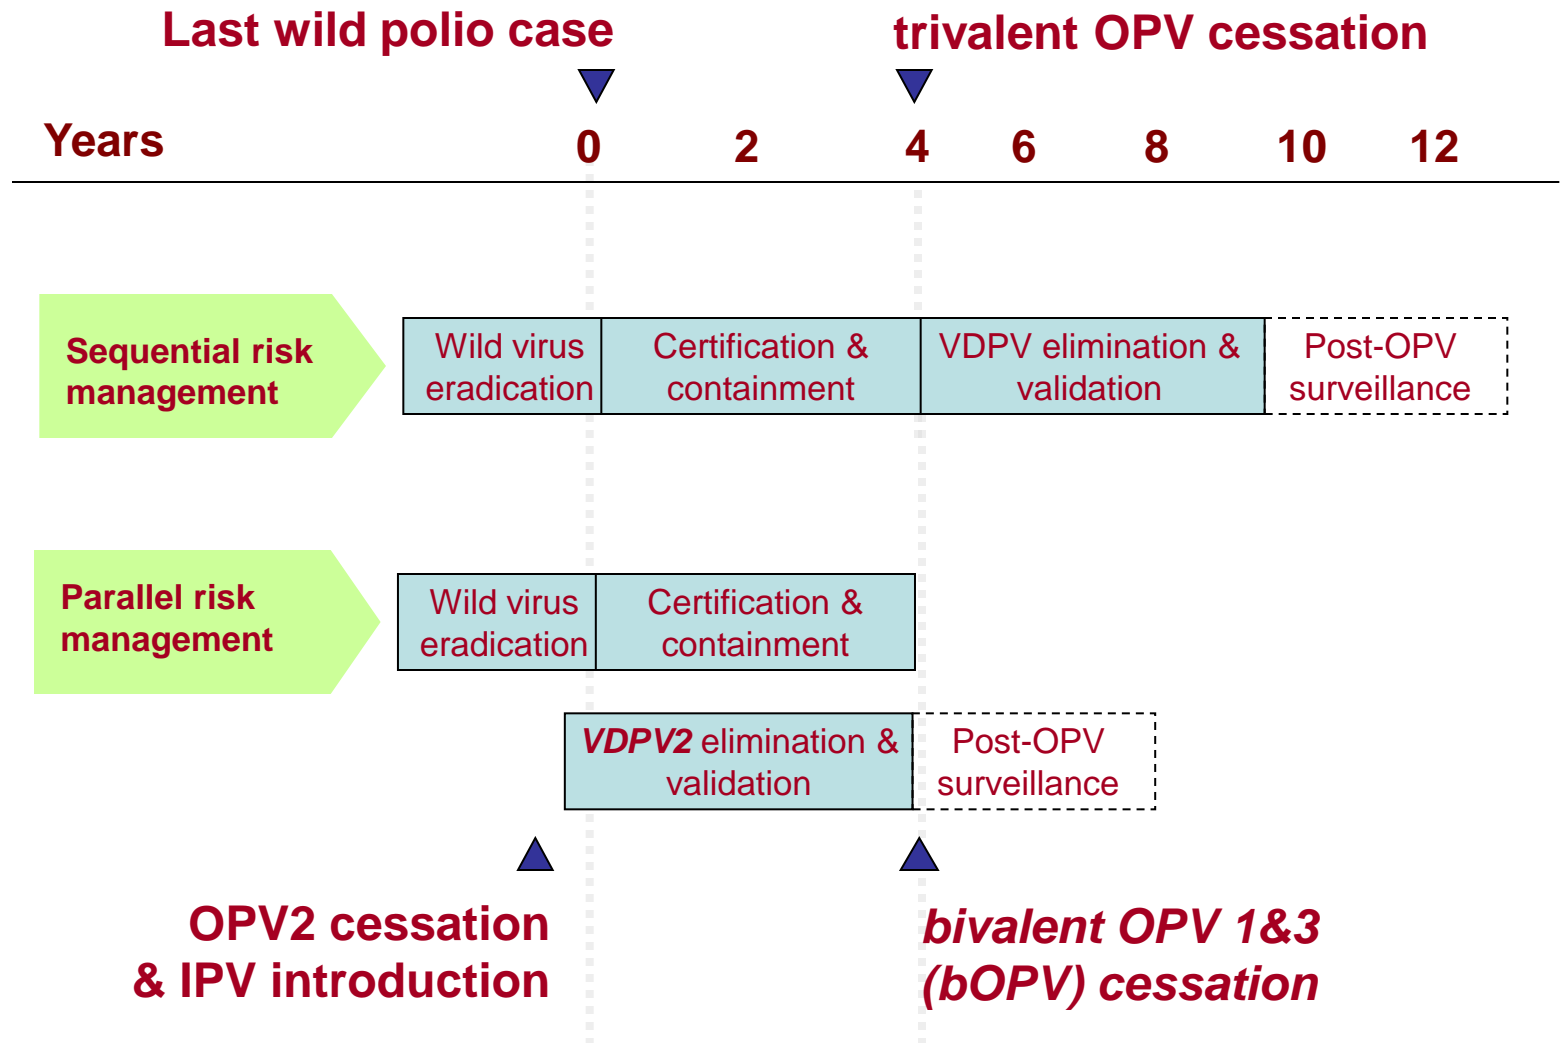 Last wild polio case
trivalent OPV cessation
Years 0 2 4 6 8 10 12
Sequential risk
management
Wild virus
eradication
Certification &
containment
VDPV elimination &
validation
Post-OPV
surveillance
Parallel risk
management
Wild virus
eradication
Certification &
containment
VDPV2 elimination &
validation
Post-OPV
surveillance
OPV2 cessation
& IPV introduction
bivalent OPV 1&3
(bOPV) cessation